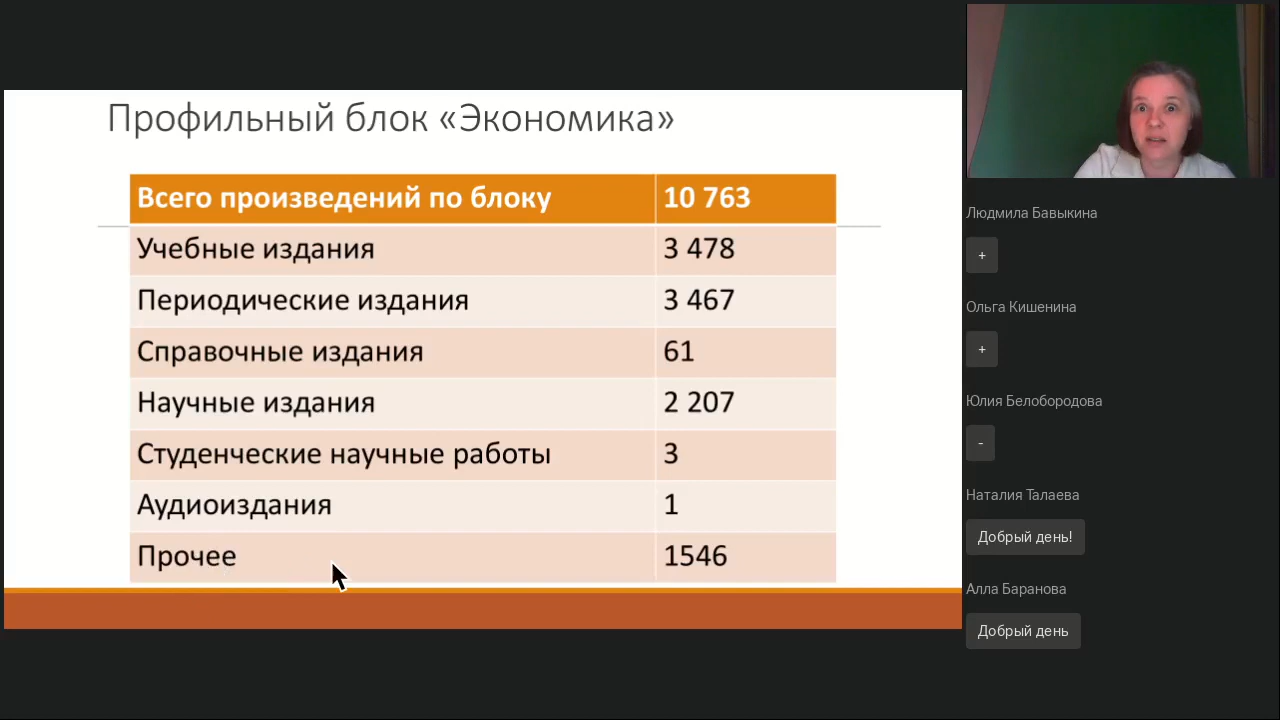 Профильный блок «Экономика»
Всего произведений по блоку 10 763
Учебные издания 3 478
Периодические издания 3 467
Справочные издания 61
Научные издания 2 207
Студенческие научные работы 3
Аудиоиздания 1
Прочее 1546
Людмила Бавыкина
+
Ольга Кишенина
+
Юлия Белобородова
-
Наталия Талаева
Добрый день!
Алла Баранова
Добрый день